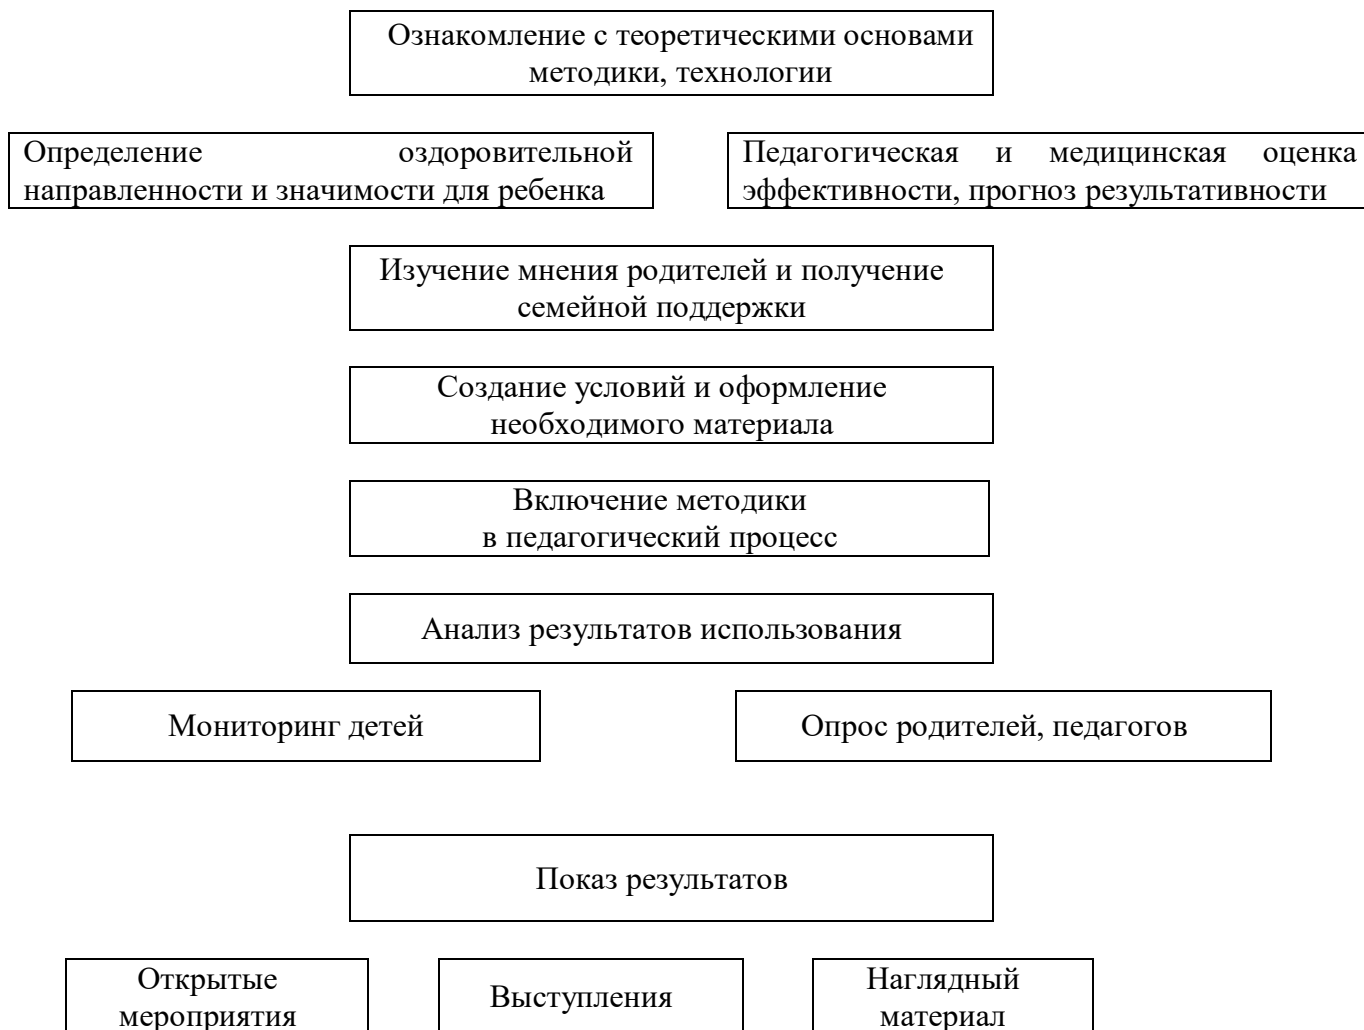 Ознакомление с теоретическими основами
методики, технологии
Определение оздоровительной
направленности и значимости для ребенка
Педагогическая и медицинская оценка
эффективности, прогноз результативности
Изучение мнения родителей и получение
семейной поддержки
Создание условий и оформление
необходимого материала
Включение методики
в педагогический процесс
Анализ результатов использования
Мониторинг детей
Опрос родителей, педагогов
Показ результатов
Открытые
мероприятия
Выступления
Наглядный
материал